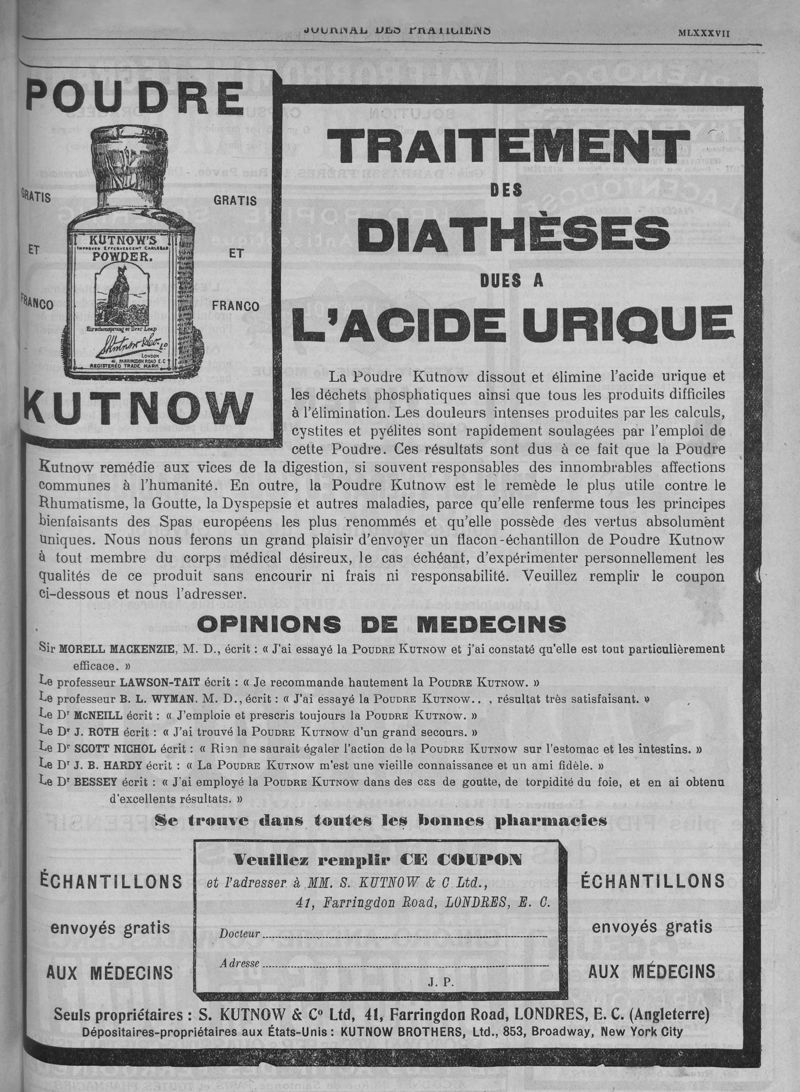 JOURNAL DES PRATICIENS
MLXXXVII
POUDRE
GRATIS
ET
FRANCO
KUTNOW'S
IMPROVED EFFERVESCENT CARLSBAD
POWDER.
Hirschensprung or Deer Leap
S. Kutnow & Co. Ld
LONDON
41, FARRINGDON ROAD E.C
REGISTERED TRADE MARK
GRATIS
ET
FRANCO
KUTNOW
TRAITEMENT
DES
DIATHÈSES
DUES A
L'ACIDE URIQUE
La Poudre Kutnow dissout et élimine l'acide urique et
les déchets phosphatiques ainsi que tous les produits difficiles
à l'élimination. Les douleurs intenses produites par les calculs,
cystites et pyélites sont rapidement soulagées par l'emploi de
cette Poudre. Ces résultats sont dus à ce fait que la Poudre
Kutnow remédie aux vices de la digestion, si souvent responsables des innombrables affections
communes à l'humanité. En outre, la Poudre Kutnow est le remède le plus utile contre le
Rhumatisme, la Goutte, la Dyspepsie et autres maladies, parce qu'elle renferme tous les principes
bienfaisants des Spas européens les plus renommés et qu'elle possède des vertus absolument
uniques. Nous nous ferons un grand plaisir d'envoyer un flacon-échantillon de Poudre Kutnow
à tout membre du corps médical désireux, le cas échéant, d'expérimenter personnellement les
qualités de ce produit sans encourir ni frais ni responsabilité. Veuillez remplir le coupon
ci-dessous et nous l'adresser.
OPINIONS DE MEDECINS
Sir MORELL MACKENZIE, M. D., écrit : « J'ai essayé la POUDRE KUTNOW et j'ai constaté qu'elle est tout particulièrement
efficace. »
Le professeur LAWSON-TAIT écrit : « Je recommande hautement la POUDRE KUTNOW. »
Le professeur B. L. WYMAN. M. D., écrit : « J'ai essayé la POUDRE KUTNOW.. , résultat très satisfaisant. »
Le Dr McNEILL écrit : « J'emploie et prescris toujours la POUDRE KUTNOW. »
Le Dr J. ROTH écrit : « J'ai trouvé la POUDRE KUTNOW d'un grand secours. »
Le Dr SCOTT NICHOL écrit : « Rien ne saurait égaler l'action de la POUDRE KUTNOW sur l'estomac et les intestins. »
Le Dr J. B. HARDY écrit : « La POUDRE KUTNOW m'est une vieille connaissance et un ami fidèle. »
Le Dr BESSEY écrit : « J'ai employé la POUDRE KUTNOW dans des cas de goutte, de torpidité du foie, et en ai obtenu
d'excellents résultats. »
Se trouve dans toutes les bonnes pharmacies
ÉCHANTILLONS
envoyés gratis
AUX MÉDECINS
Veuillez remplir CE COUPON
et l'adresser à MM. S. KUTNOW & C Ltd.,
41, Farringdon Road, LONDRES, E. C.
Docteur
Adresse
J. P.
ÉCHANTILLONS
envoyés gratis
AUX MÉDECINS
Seuls propriétaires : S. KUTNOW & Co Ltd, 41, Farringdon Road, LONDRES, E. C. (Angleterre)
Dépositaires-propriétaires aux États-Unis : KUTNOW BROTHERS, Ltd., 853, Broadway, New York City